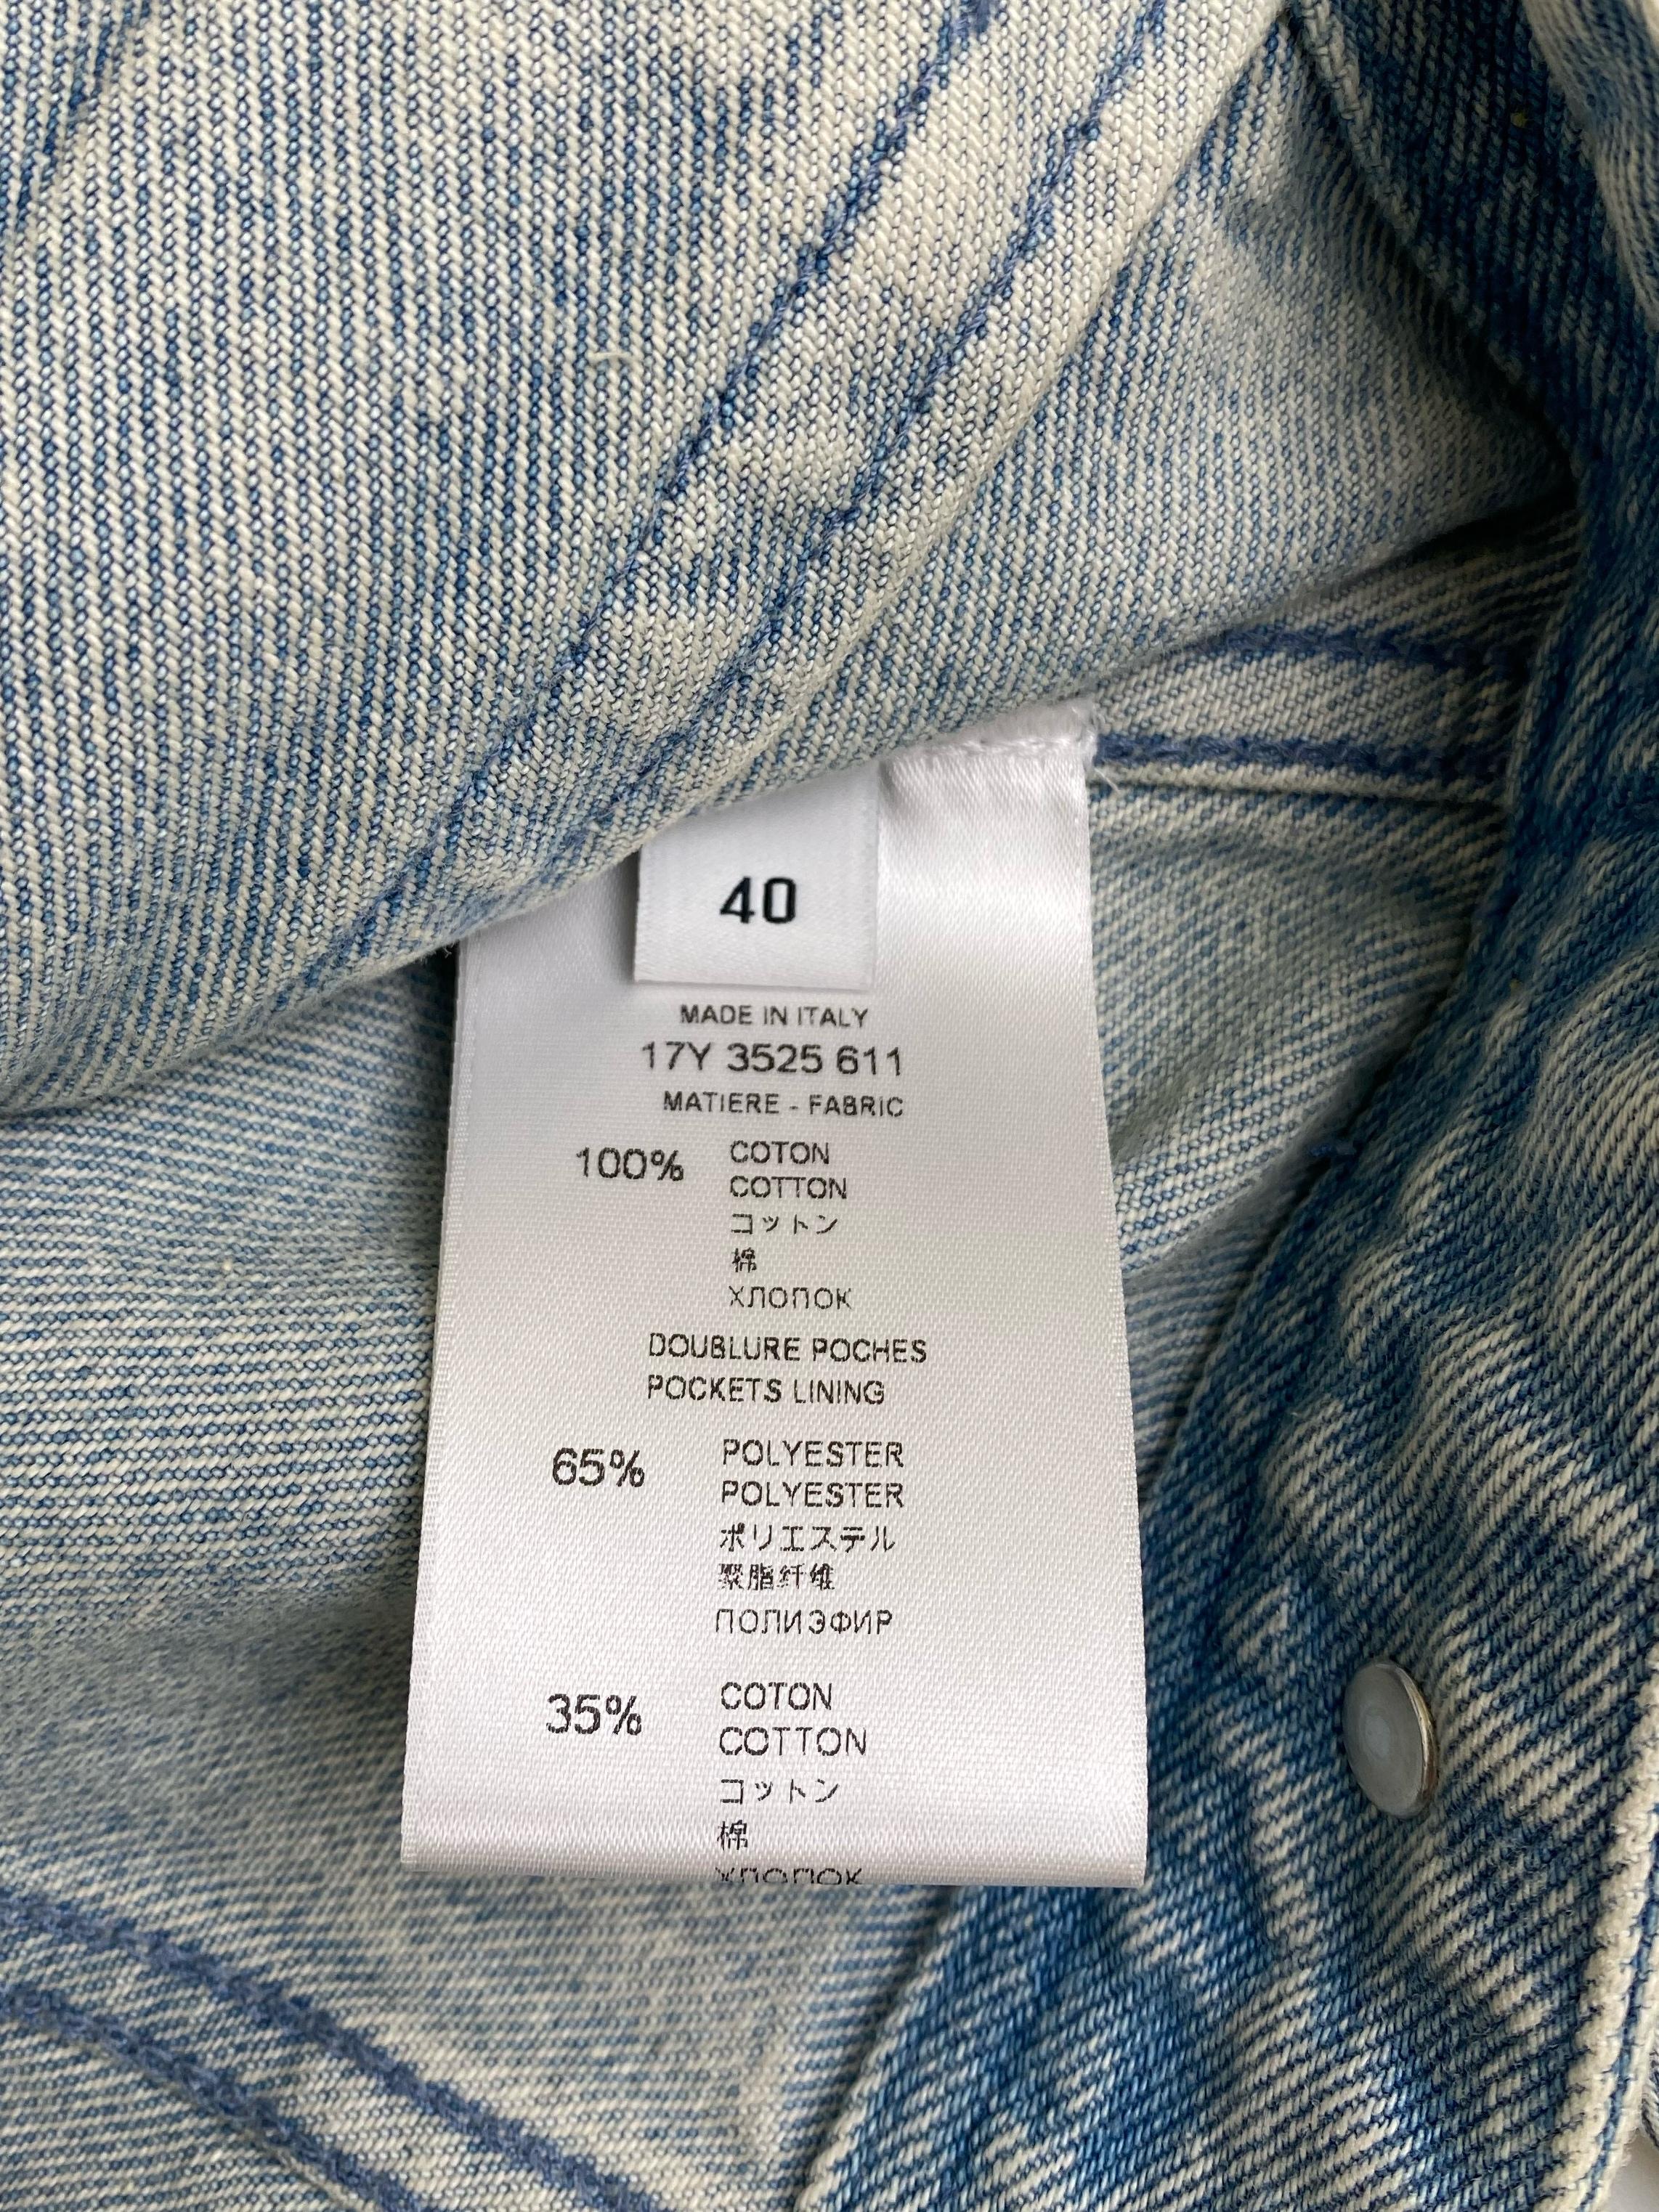 40
MADE IN ITALY
17Y 3525 611
MATIERE - FABRIC
100% COTON
COTTON
コットン
棉
ХЛОПОК
DOUBLURE POCHES
POCKETS LINING
65% POLYESTER
POLYESTER
ポリエステル
聚脂纤维
ПОЛИЭФИР
35% COTON
COTTON
コットン
棉
ХЛОПОК